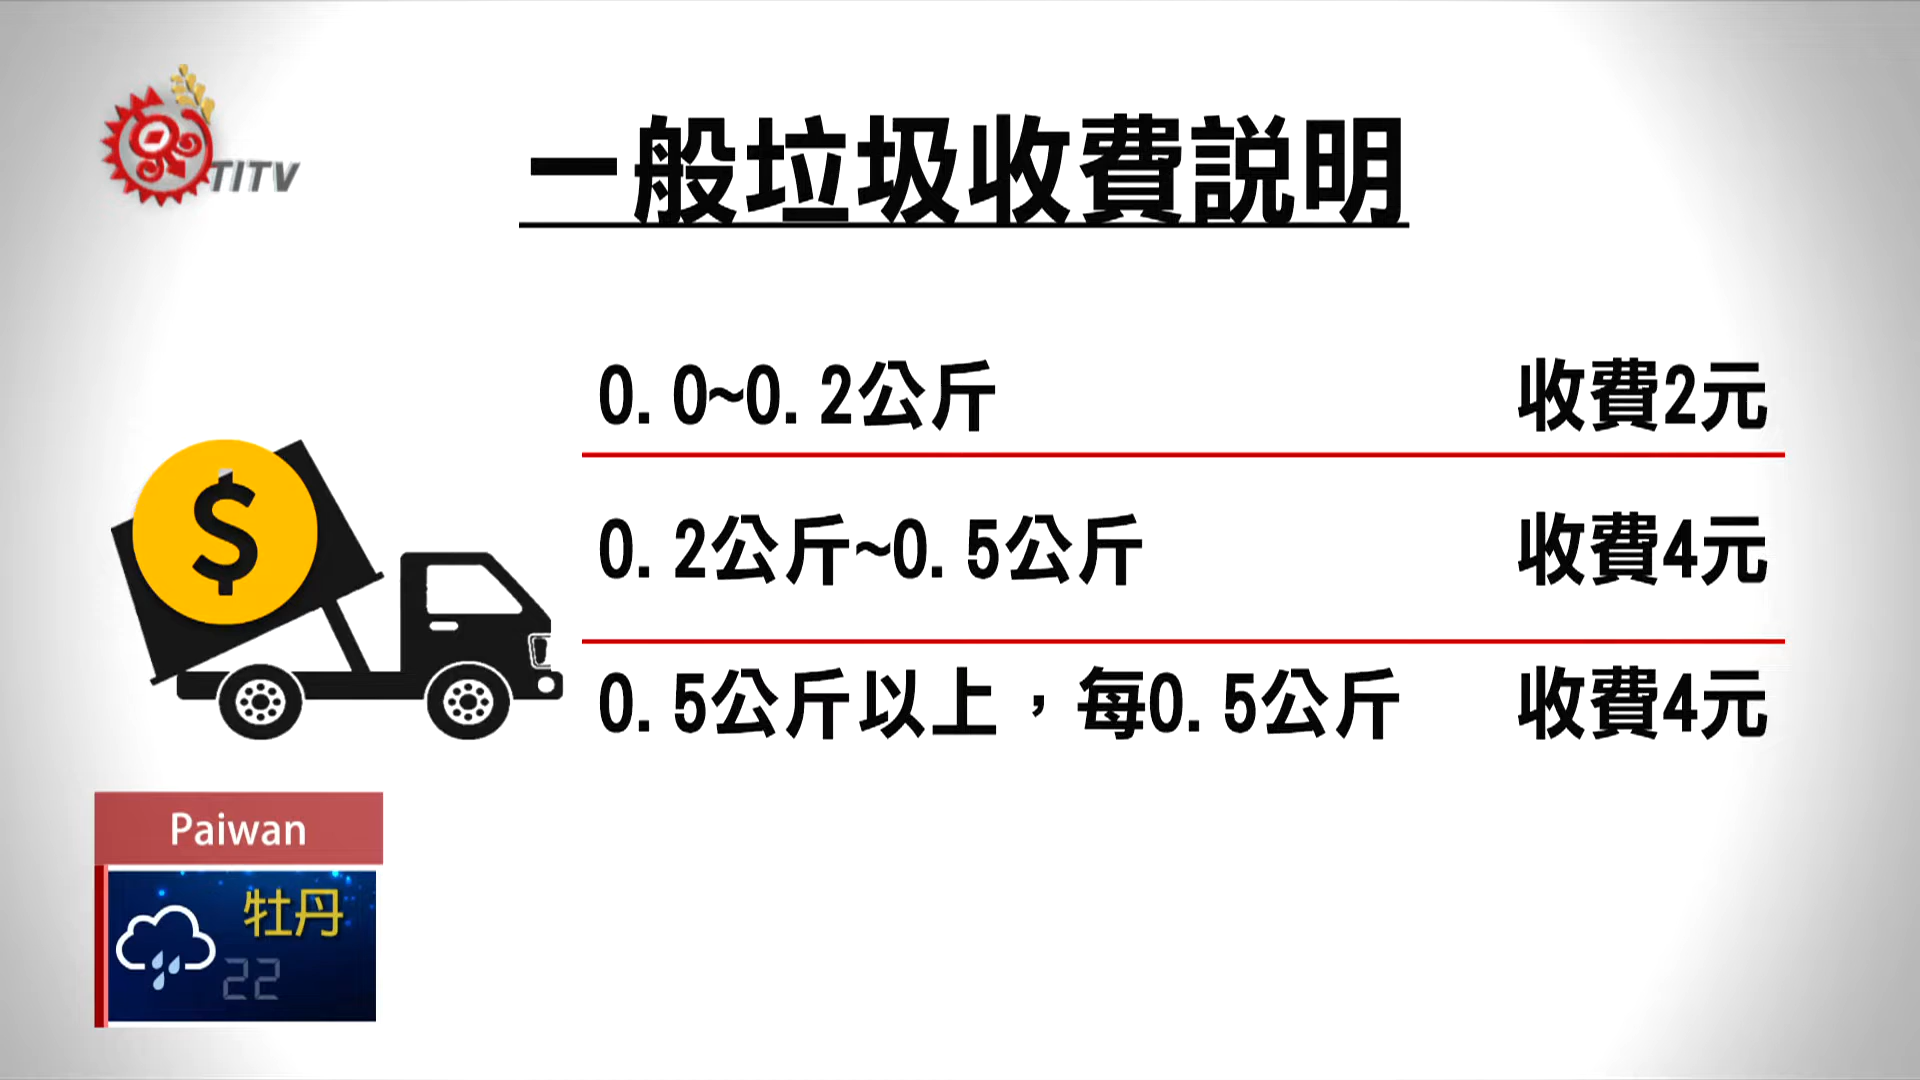 TITV
一般垃圾收費説明
0.0~0.2公斤 收費2元
0.2公斤~0.5公斤 收費4元
0.5公斤以上，每0.5公斤 收費4元
$
Paiwan
牡丹
22